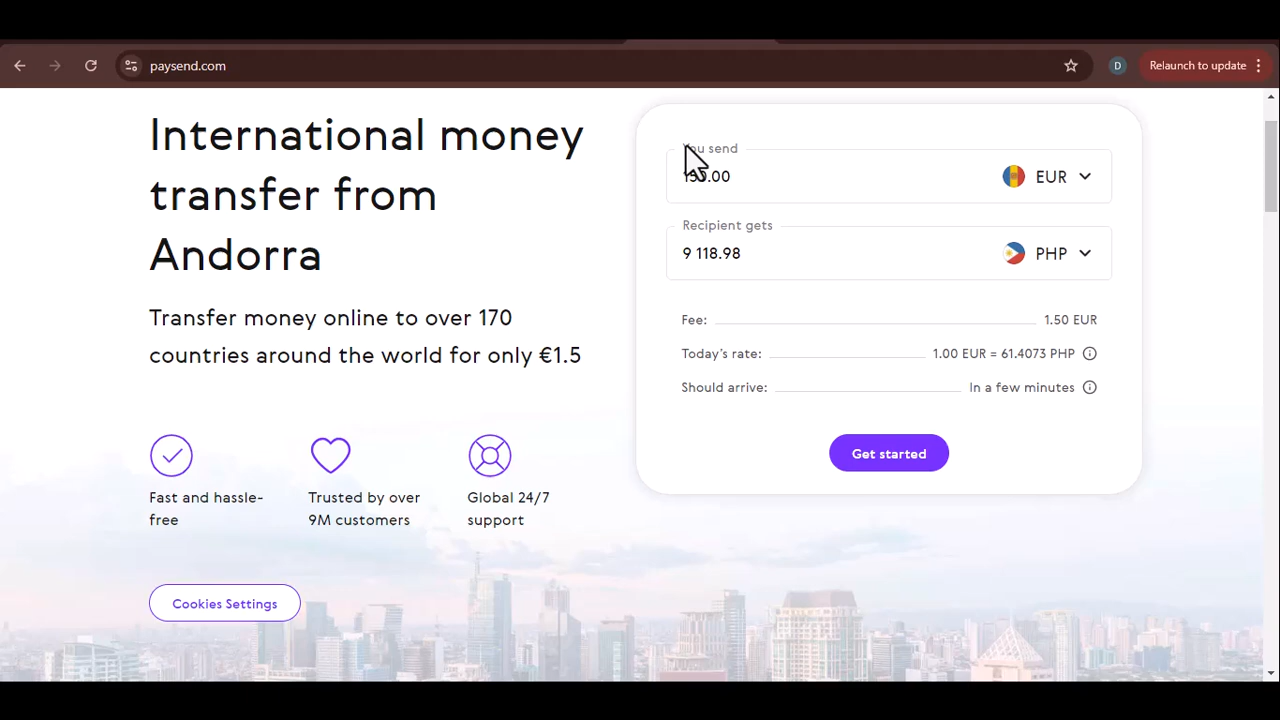 paysend.com
D
Relaunch to update
International money
transfer from
Andorra
Transfer money online to over 170
countries around the world for only €1.5
Fast and hassle-
free
Trusted by over
9M customers
Global 24/7
support
Cookies Settings
You send
150.00
EUR
Recipient gets
9 118.98
PHP
Fee:
1.50 EUR
Today's rate:
1.00 EUR = 61.4073 PHP
Should arrive:
In a few minutes
Get started